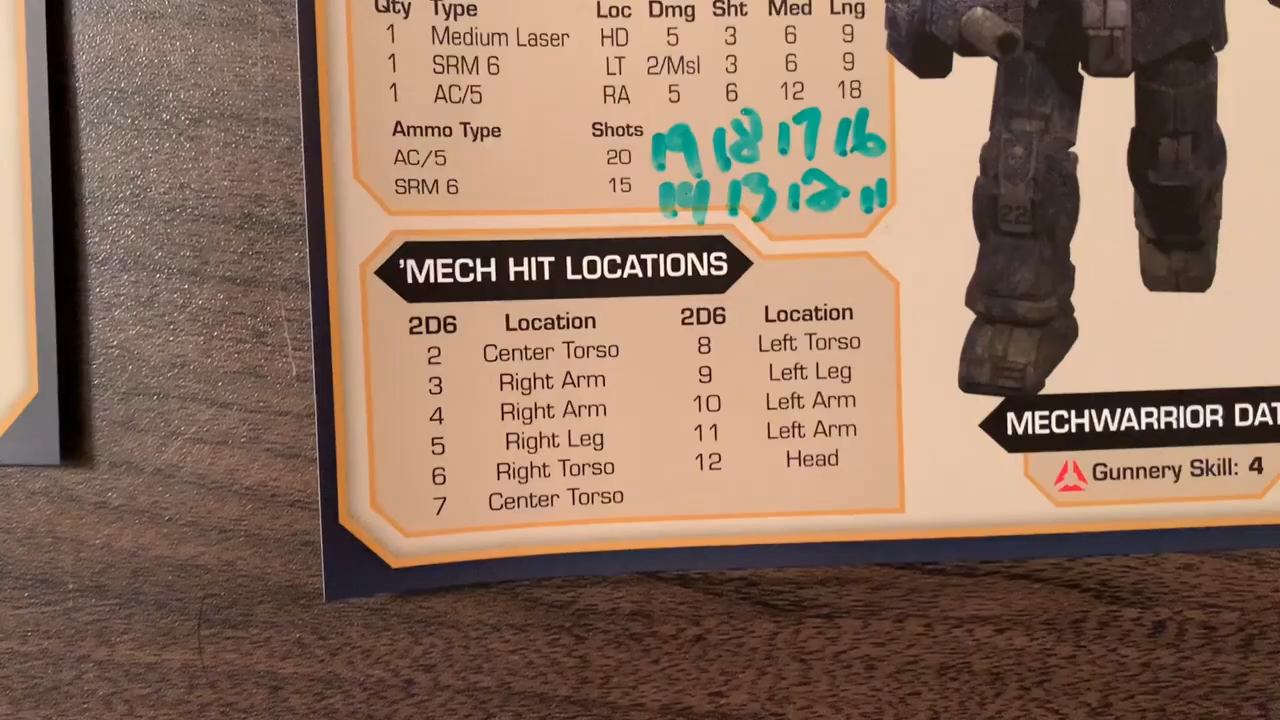 Qty Type Loc Dmg Sht Med Lng
1 Medium Laser HD 5 3 6 9
1 SRM 6 LT 2/Msl 3 6 9
1 AC/5 RA 5 6 12 18
Ammo Type Shots
AC/5 20 19 18 17 16
SRM 6 15 14 13 12 11
'MECH HIT LOCATIONS
2D6 Location 2D6 Location
2 Center Torso 8 Left Torso
3 Right Arm 9 Left Leg
4 Right Arm 10 Left Arm
5 Right Leg 11 Left Arm
6 Right Torso 12 Head
7 Center Torso
22
MECHWARRIOR DAT
Gunnery Skill: 4